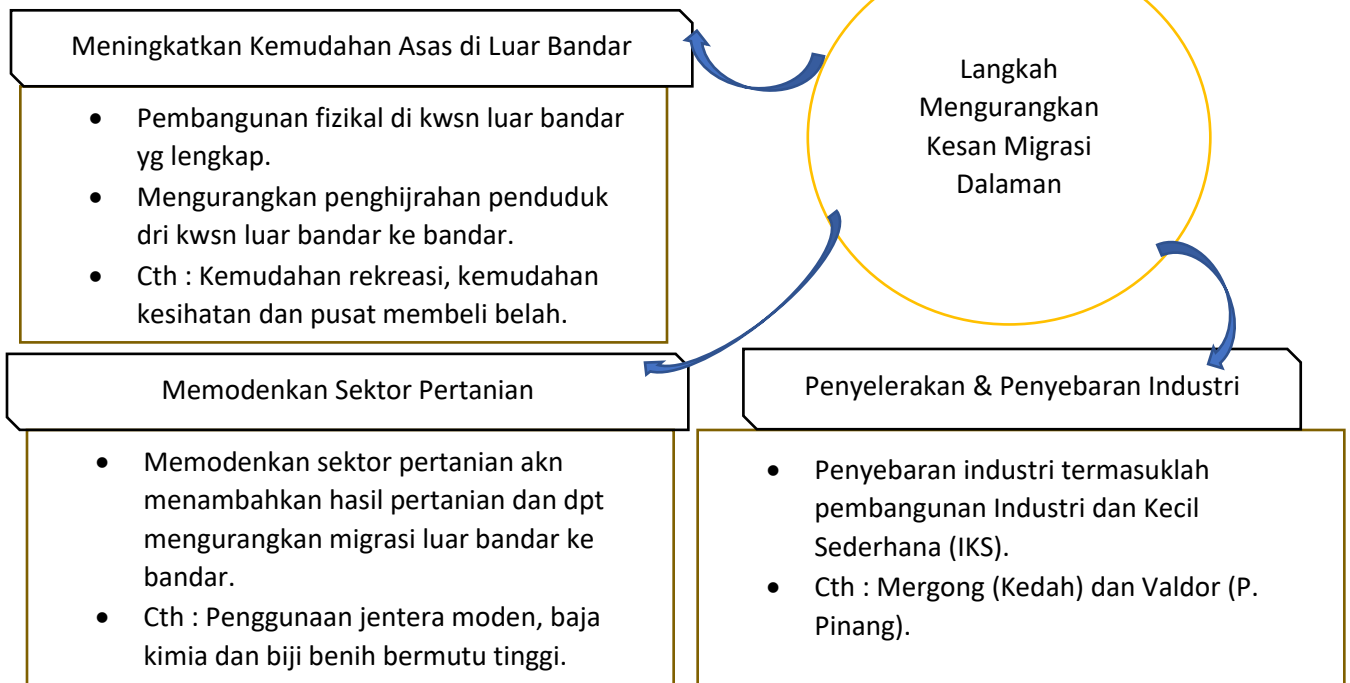 Langkah
Mengurangkan
Kesan Migrasi
Dalaman
Meningkatkan Kemudahan Asas di Luar Bandar
• Pembangunan fizikal di kwsn luar bandar
yg lengkap.
• Mengurangkan penghijrahan penduduk
dri kwsn luar bandar ke bandar.
• Cth : Kemudahan rekreasi, kemudahan
kesihatan dan pusat membeli belah.
Memodenkan Sektor Pertanian
• Memodenkan sektor pertanian akn
menambahkan hasil pertanian dan dpt
mengurangkan migrasi luar bandar ke
bandar.
• Cth : Penggunaan jentera moden, baja
kimia dan biji benih bermutu tinggi.
Penyelerakan & Penyebaran Industri
• Penyebaran industri termasuklah
pembangunan Industri dan Kecil
Sederhana (IKS).
• Cth : Mergong (Kedah) dan Valdor (P.
Pinang).